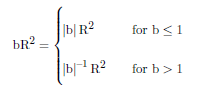 bR² = { |b| R² for b ≤ 1
|b|⁻¹ R² for b > 1